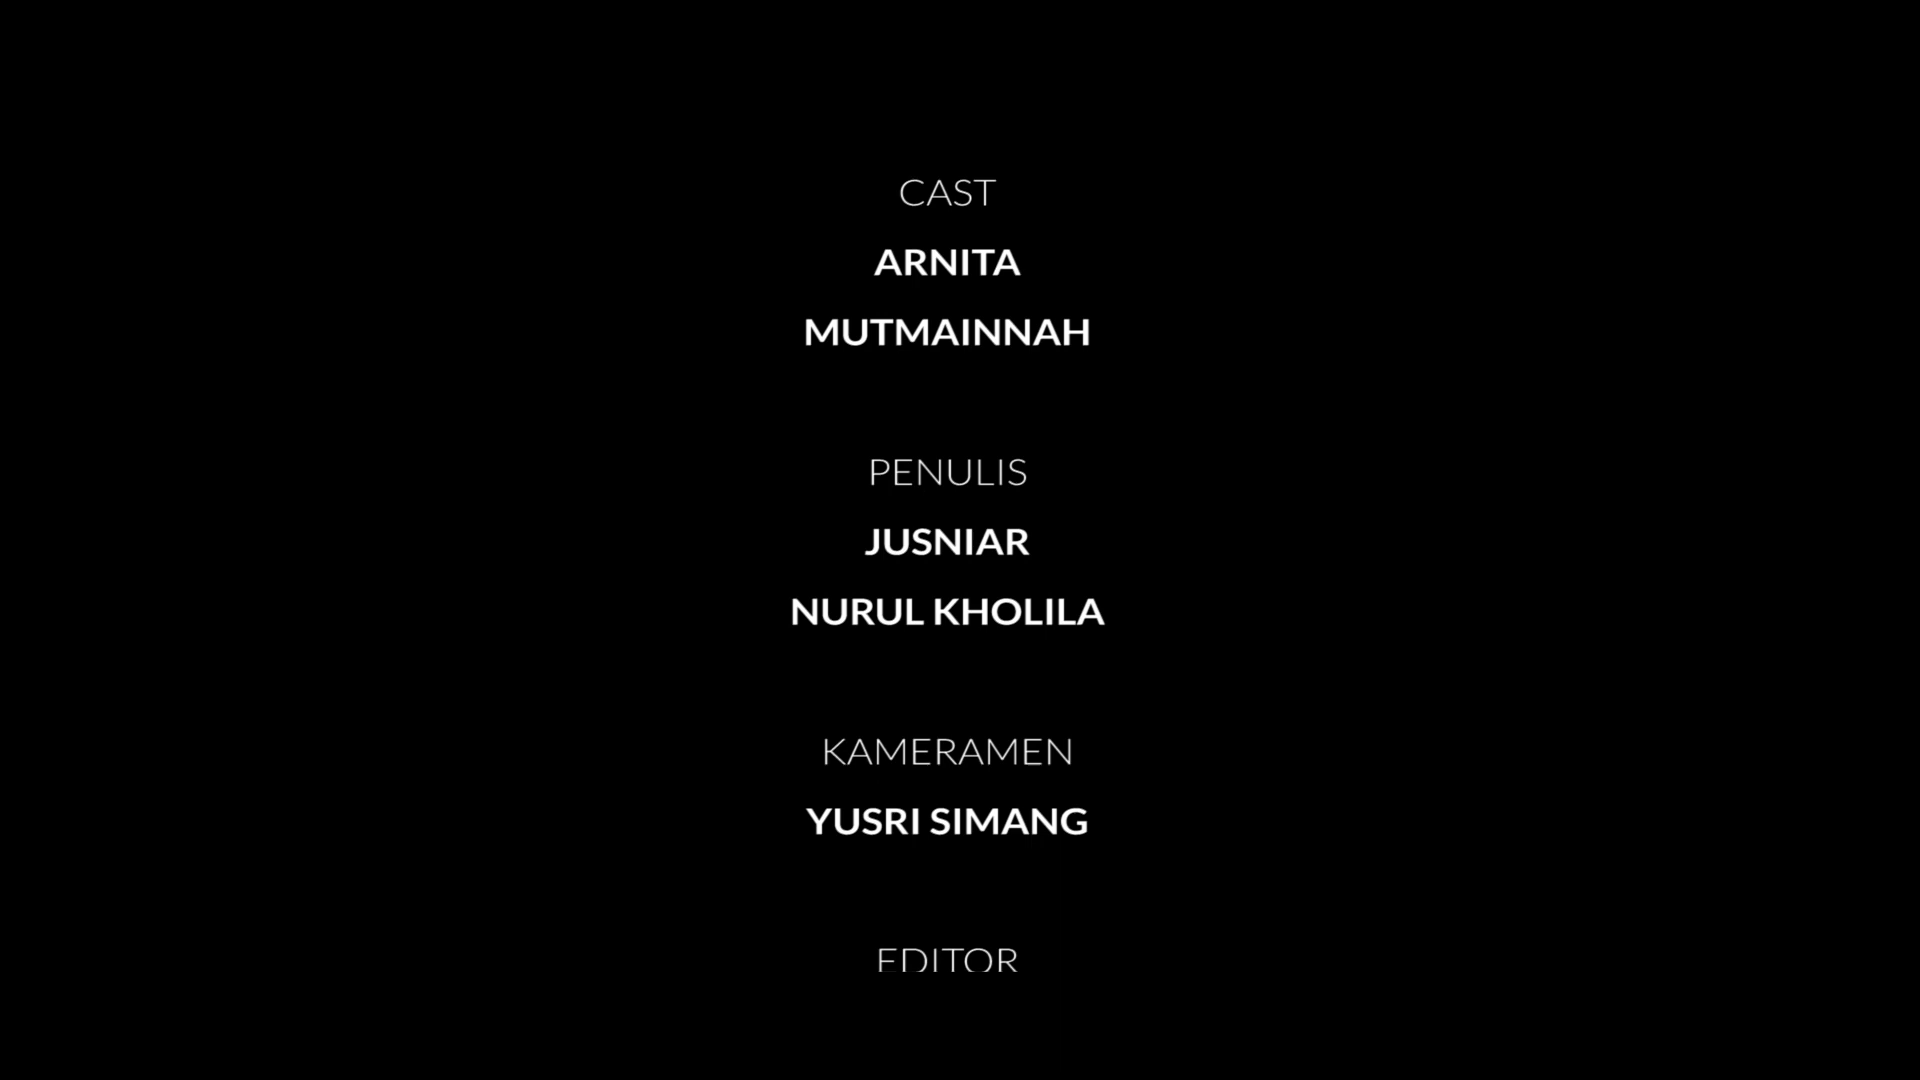 CAST
ARNITA
MUTMAINNAH
PENULIS
JUSNIAR
NURUL KHOLILA
KAMERAMEN
YUSRI SIMANG
EDITOR